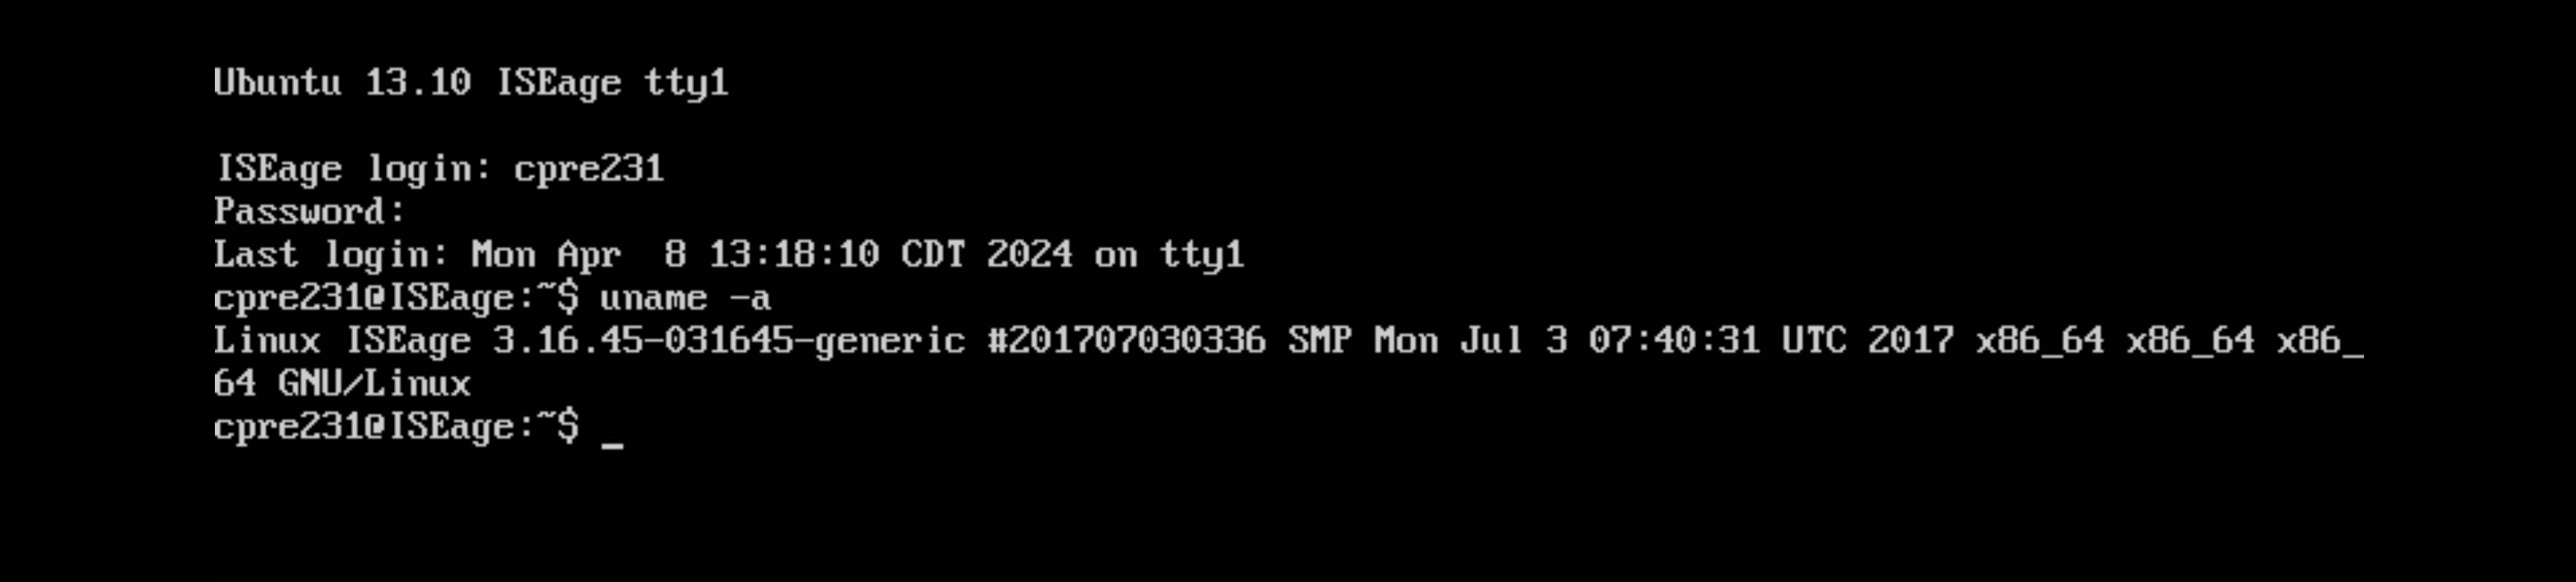 Ubuntu 13.10 ISEage tty1
ISEage login: cpre231
Password:
Last login: Mon Apr  8 13:18:10 CDT 2024 on tty1
cpre231@ISEage:~$ uname -a
Linux ISEage 3.16.45-031645-generic #201707030336 SMP Mon Jul 3 07:40:31 UTC 2017 x86_64 x86_64 x86_
64 GNU/Linux
cpre231@ISEage:~$ _